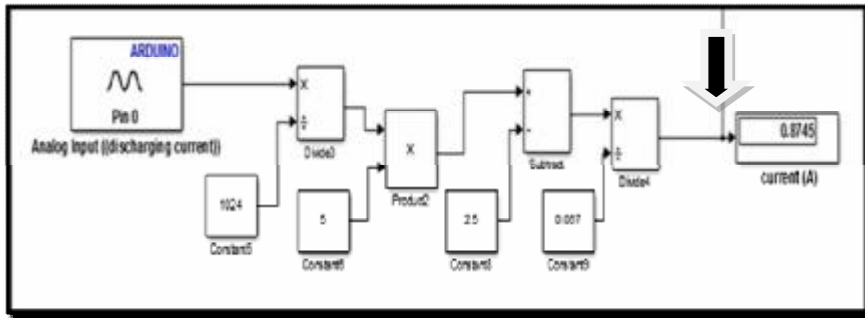 ARDUINO
Pin 0
Analog Input ((discharging current))
X
÷
Divide3
1024
Constant5
X
Product2
5
Constant6
+
-
Subtract
2.5
Constant8
X
÷
Divide4
0.067
Constant9
0.8745
current (A)